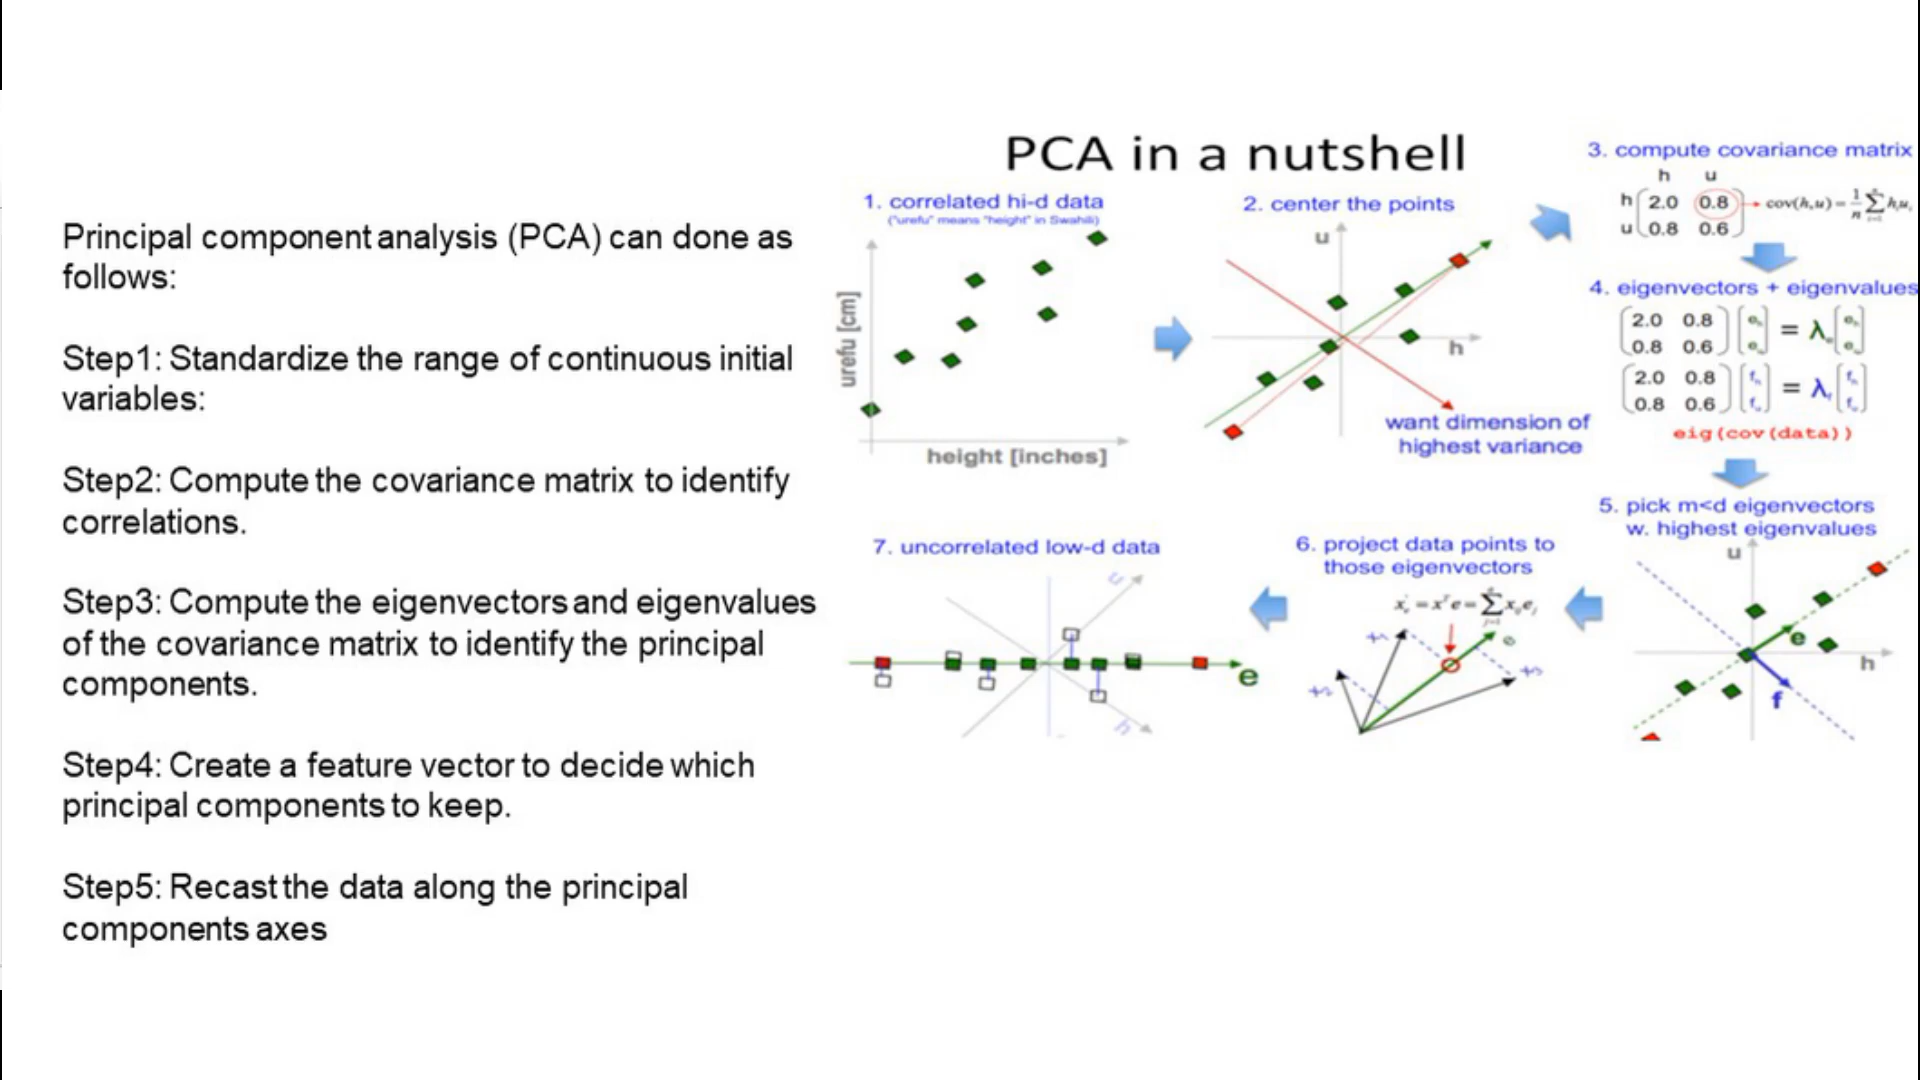 Principal component analysis (PCA) can done as
follows:
Step1: Standardize the range of continuous initial
variables:
Step2: Compute the covariance matrix to identify
correlations.
Step3: Compute the eigenvectors and eigenvalues
of the covariance matrix to identify the principal
components.
Step4: Create a feature vector to decide which
principal components to keep.
Step5: Recast the data along the principal
components axes
PCA in a nutshell
1. correlated hi-d data
("urefu" means "height" in Swahili)
urefu [cm]
height [inches]
2. center the points
u
h
want dimension of
highest variance
3. compute covariance matrix
h u
h 2.0 0.8
u 0.8 0.6
cov(h,u) = 1/n Σ h u
4. eigenvectors + eigenvalues
2.0 0.8
0.8 0.6
= λ
2.0 0.8
0.8 0.6
= λ
eig(cov(data))
5. pick m<d eigenvectors
w. highest eigenvalues
u
e
h
f
6. project data points to
those eigenvectors
e
x₁
x₂
x₃
7. uncorrelated low-d data
u
e
h